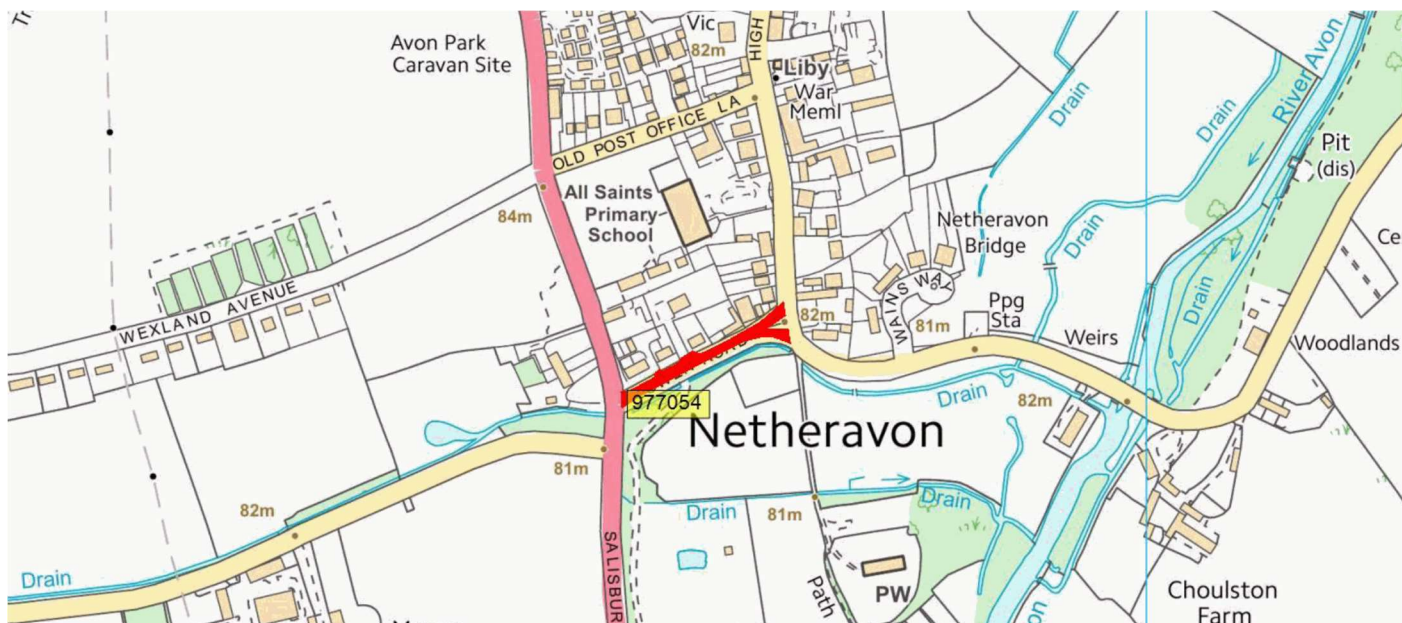 Tr
Vic
HIGH
82m
Avon Park
Caravan Site
Liby
War
Meml
Drain
Drain
River Avon
Pit
(dis)
OLD POST OFFICE LA
All Saints
Primary
School
84m
Netheravon
Bridge
Drain
Drain
Ce
WEXLAND AVENUE
WAINS WAY
82m
81m
Ppg
Sta
Weirs
Woodlands
977054
Netheravon
Drain
82m
81m
82m
Drain
81m
Drain
Drain
SALISBUR
Path
PW
Choulston
Farm
on